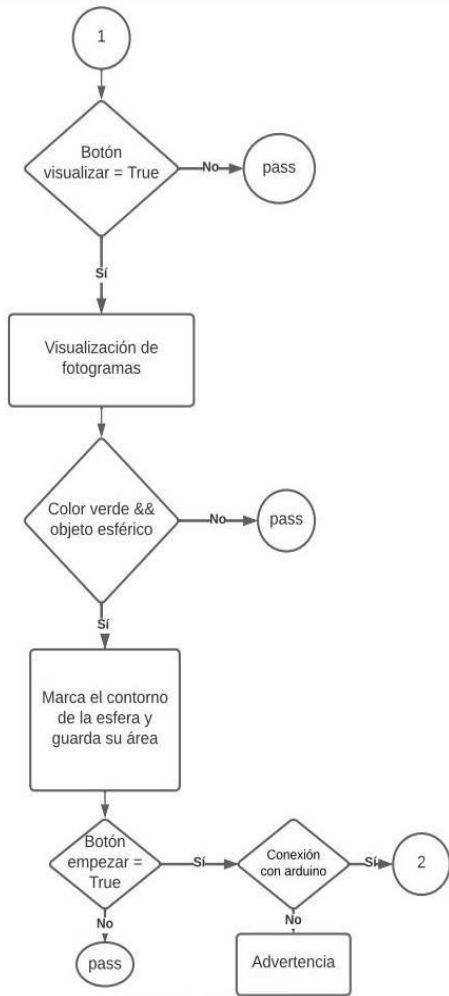 1
Botón
visualizar = True
No
pass
Sí
Visualización de
fotogramas
Color verde &&
objeto esférico
No
pass
Sí
Marca el contorno
de la esfera y
guarda su área
Botón
empezar =
True
Sí
Conexión
con arduino
Sí
2
No
pass
No
Advertencia